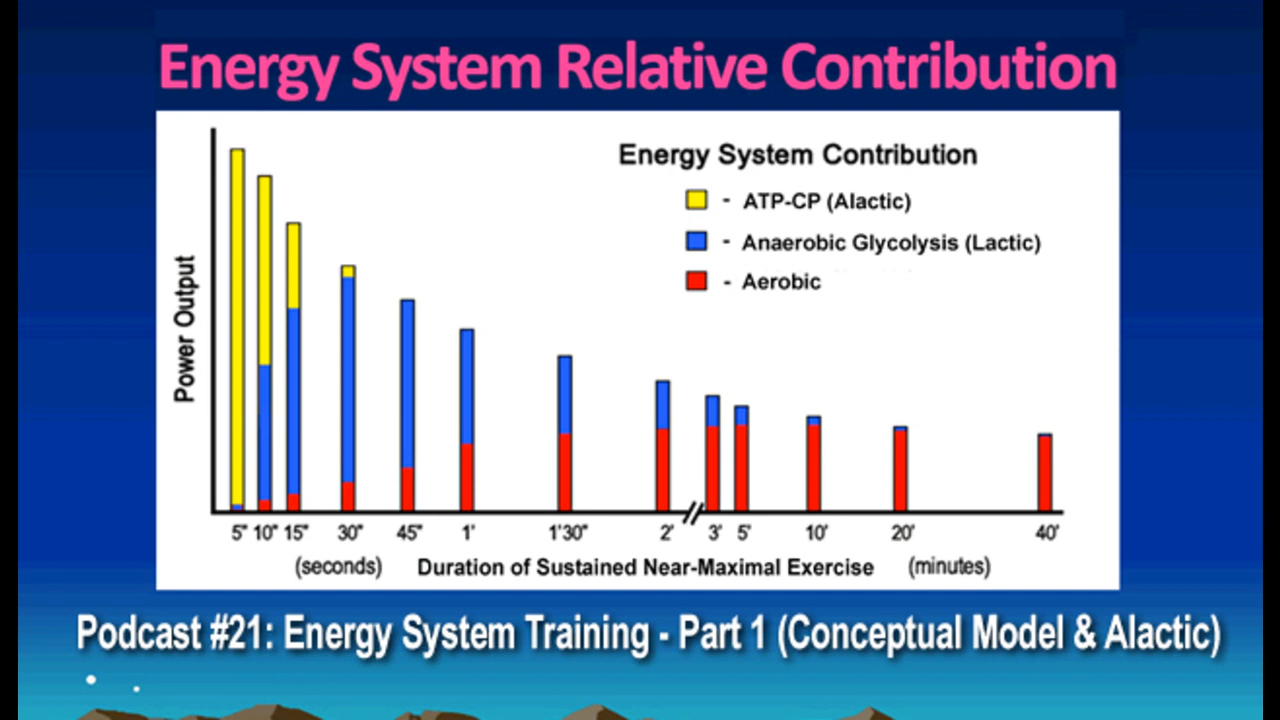 Energy System Relative Contribution
Energy System Contribution
- ATP-CP (Alactic)
- Anaerobic Glycolysis (Lactic)
- Aerobic
Power Output
5" 10" 15" 30" 45" 1' 1'30" 2' 3' 5' 10' 20' 40'
(seconds) Duration of Sustained Near-Maximal Exercise (minutes)
Podcast #21: Energy System Training - Part 1 (Conceptual Model & Alactic)